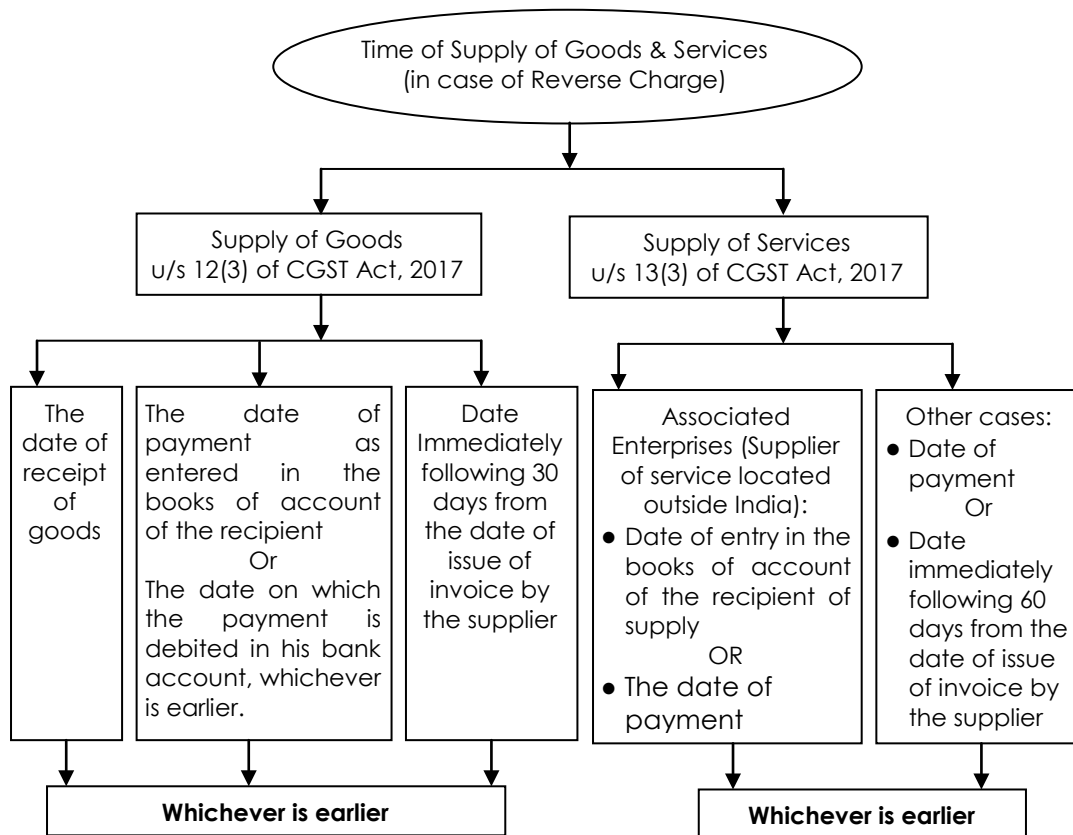 Time of Supply of Goods & Services
(in case of Reverse Charge)
Supply of Goods
u/s 12(3) of CGST Act, 2017
Supply of Services
u/s 13(3) of CGST Act, 2017
The
date of
receipt
of
goods
The date of
payment as
entered in the
books of account
of the recipient
Or
The date on which
the payment is
debited in his bank
account, whichever
is earlier.
Date
Immediately
following 30
days from
the date of
issue of
invoice by
the supplier
Associated
Enterprises (Supplier
of service located
outside India):
● Date of entry in the
books of account
of the recipient of
supply
OR
● The date of
payment
Other cases:
● Date of
payment
Or
● Date
immediately
following 60
days from the
date of issue
of invoice by
the supplier
Whichever is earlier
Whichever is earlier